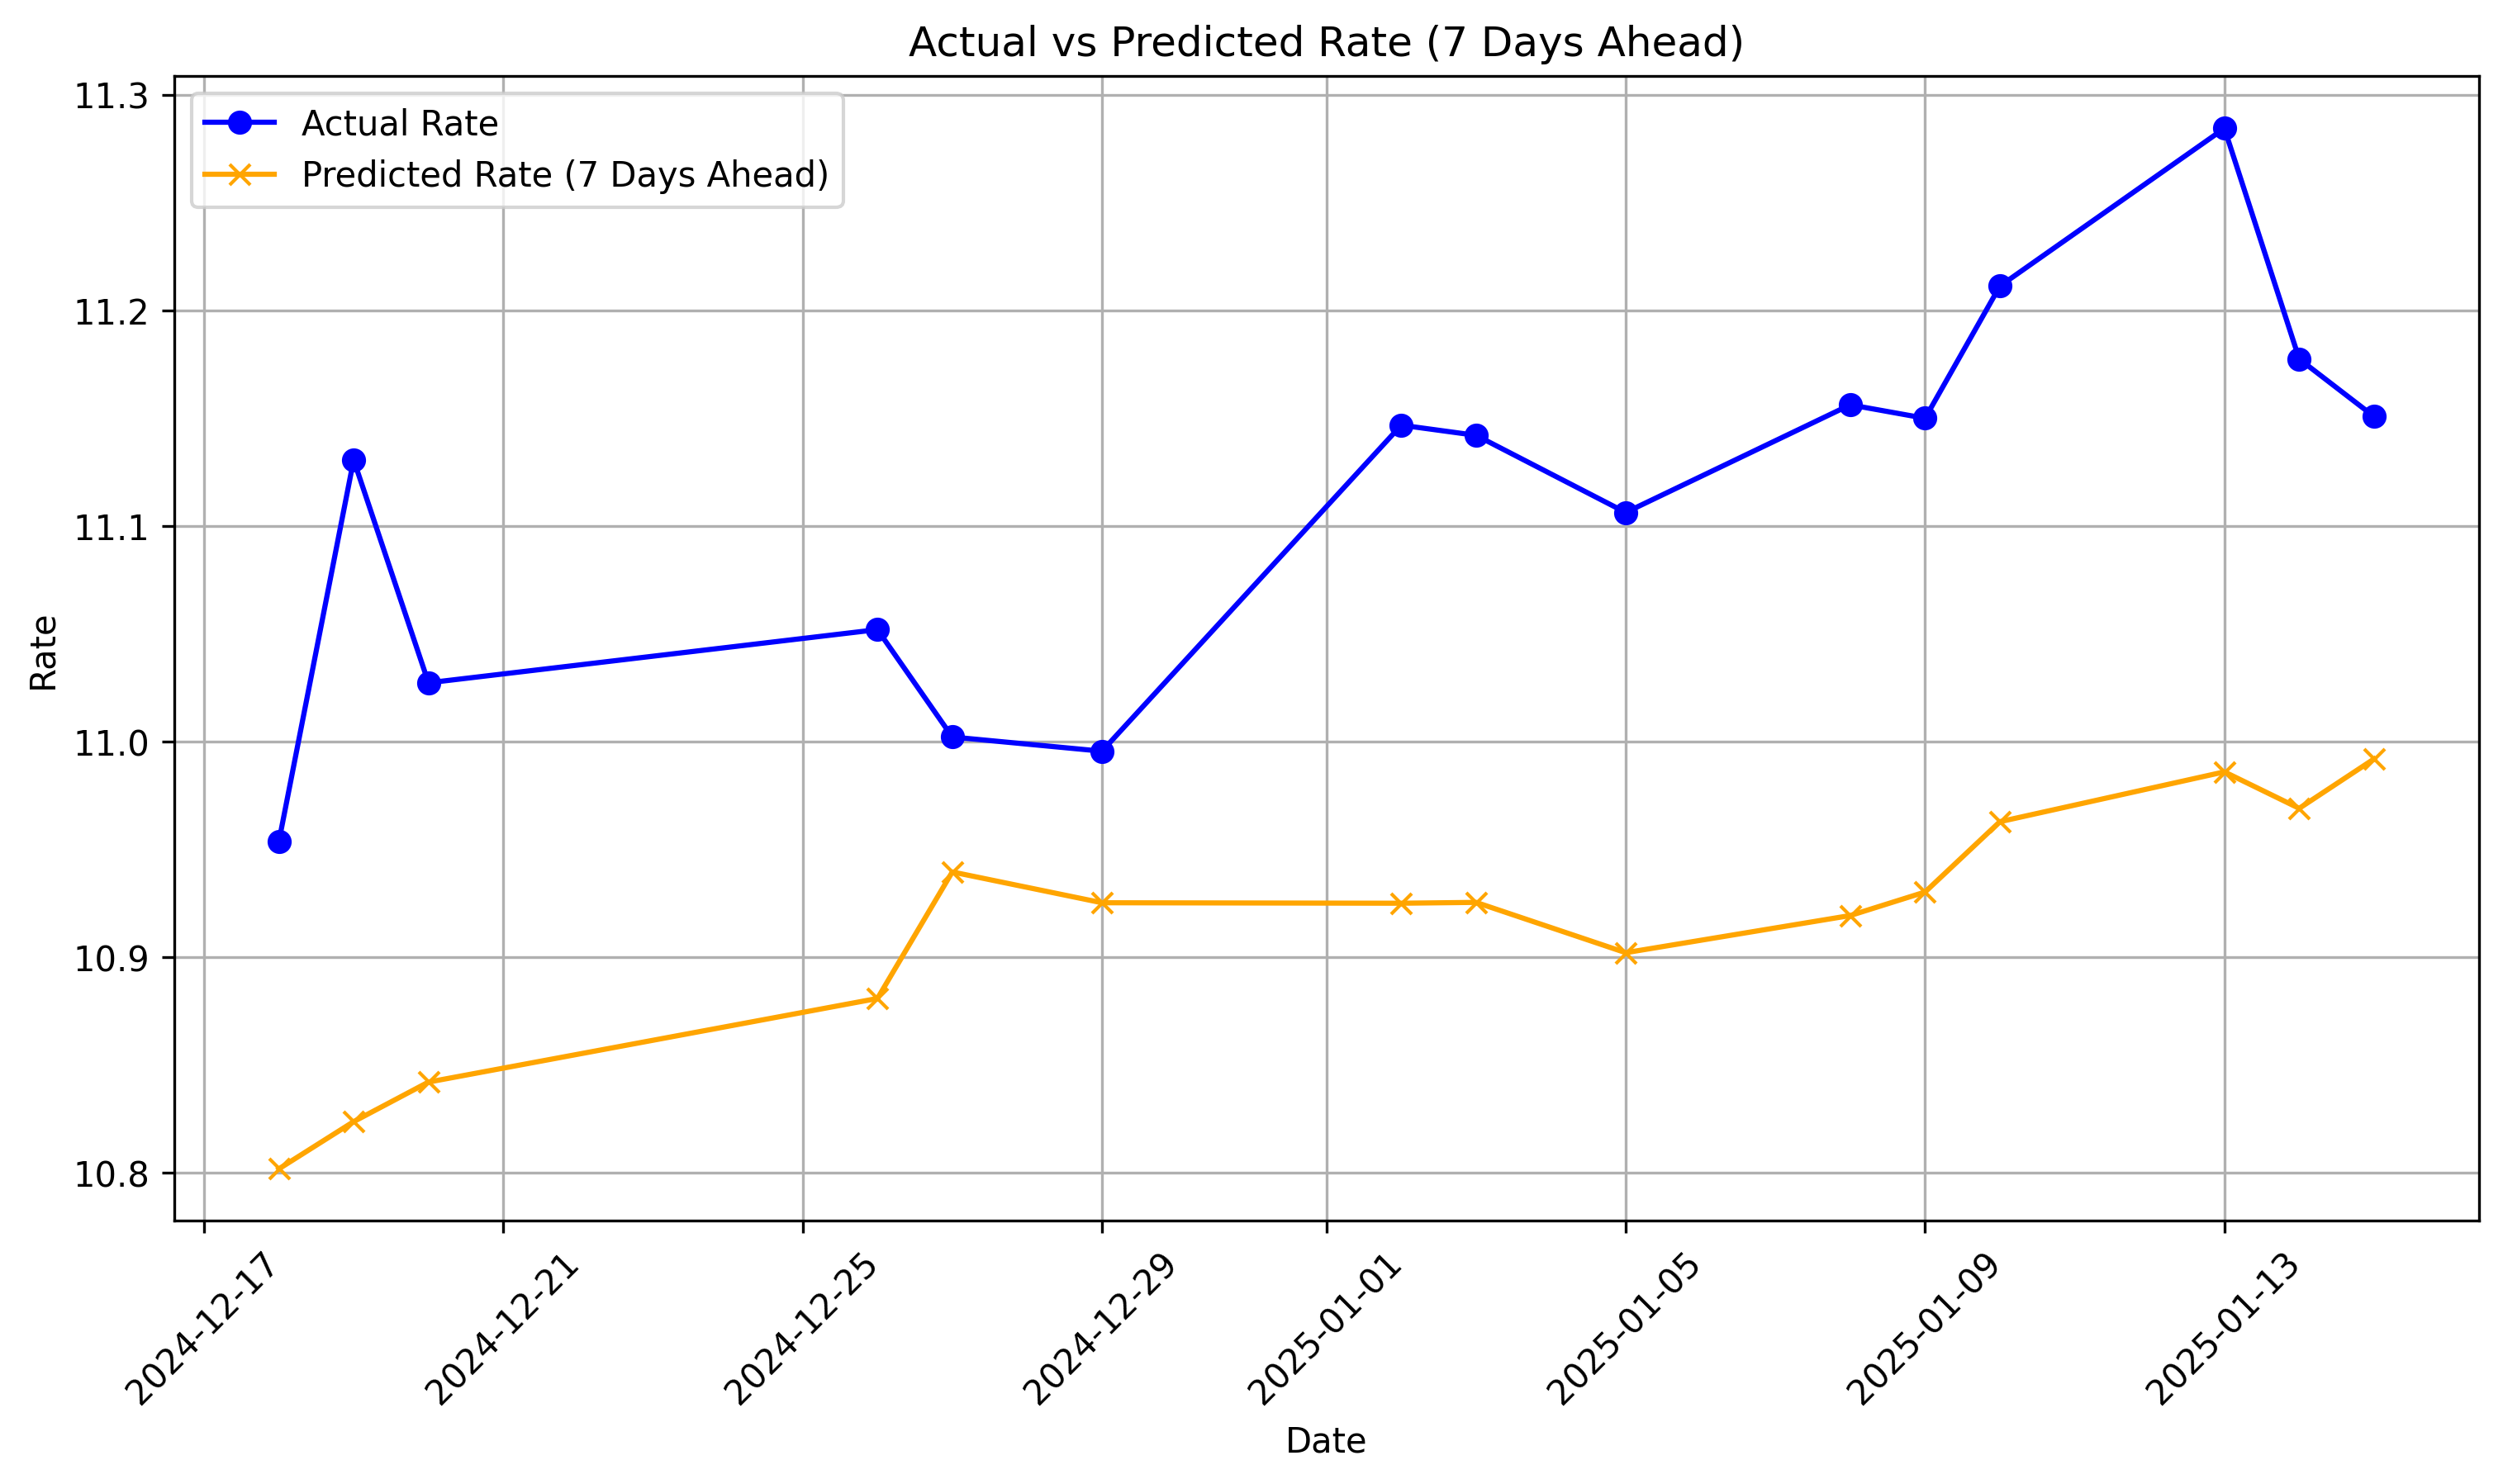 Actual vs Predicted Rate (7 Days Ahead)
Actual Rate
Predicted Rate (7 Days Ahead)
Rate
11.3
11.2
11.1
11.0
10.9
10.8
2024-12-17
2024-12-21
2024-12-25
2024-12-29
2025-01-01
2025-01-05
2025-01-09
2025-01-13
Date